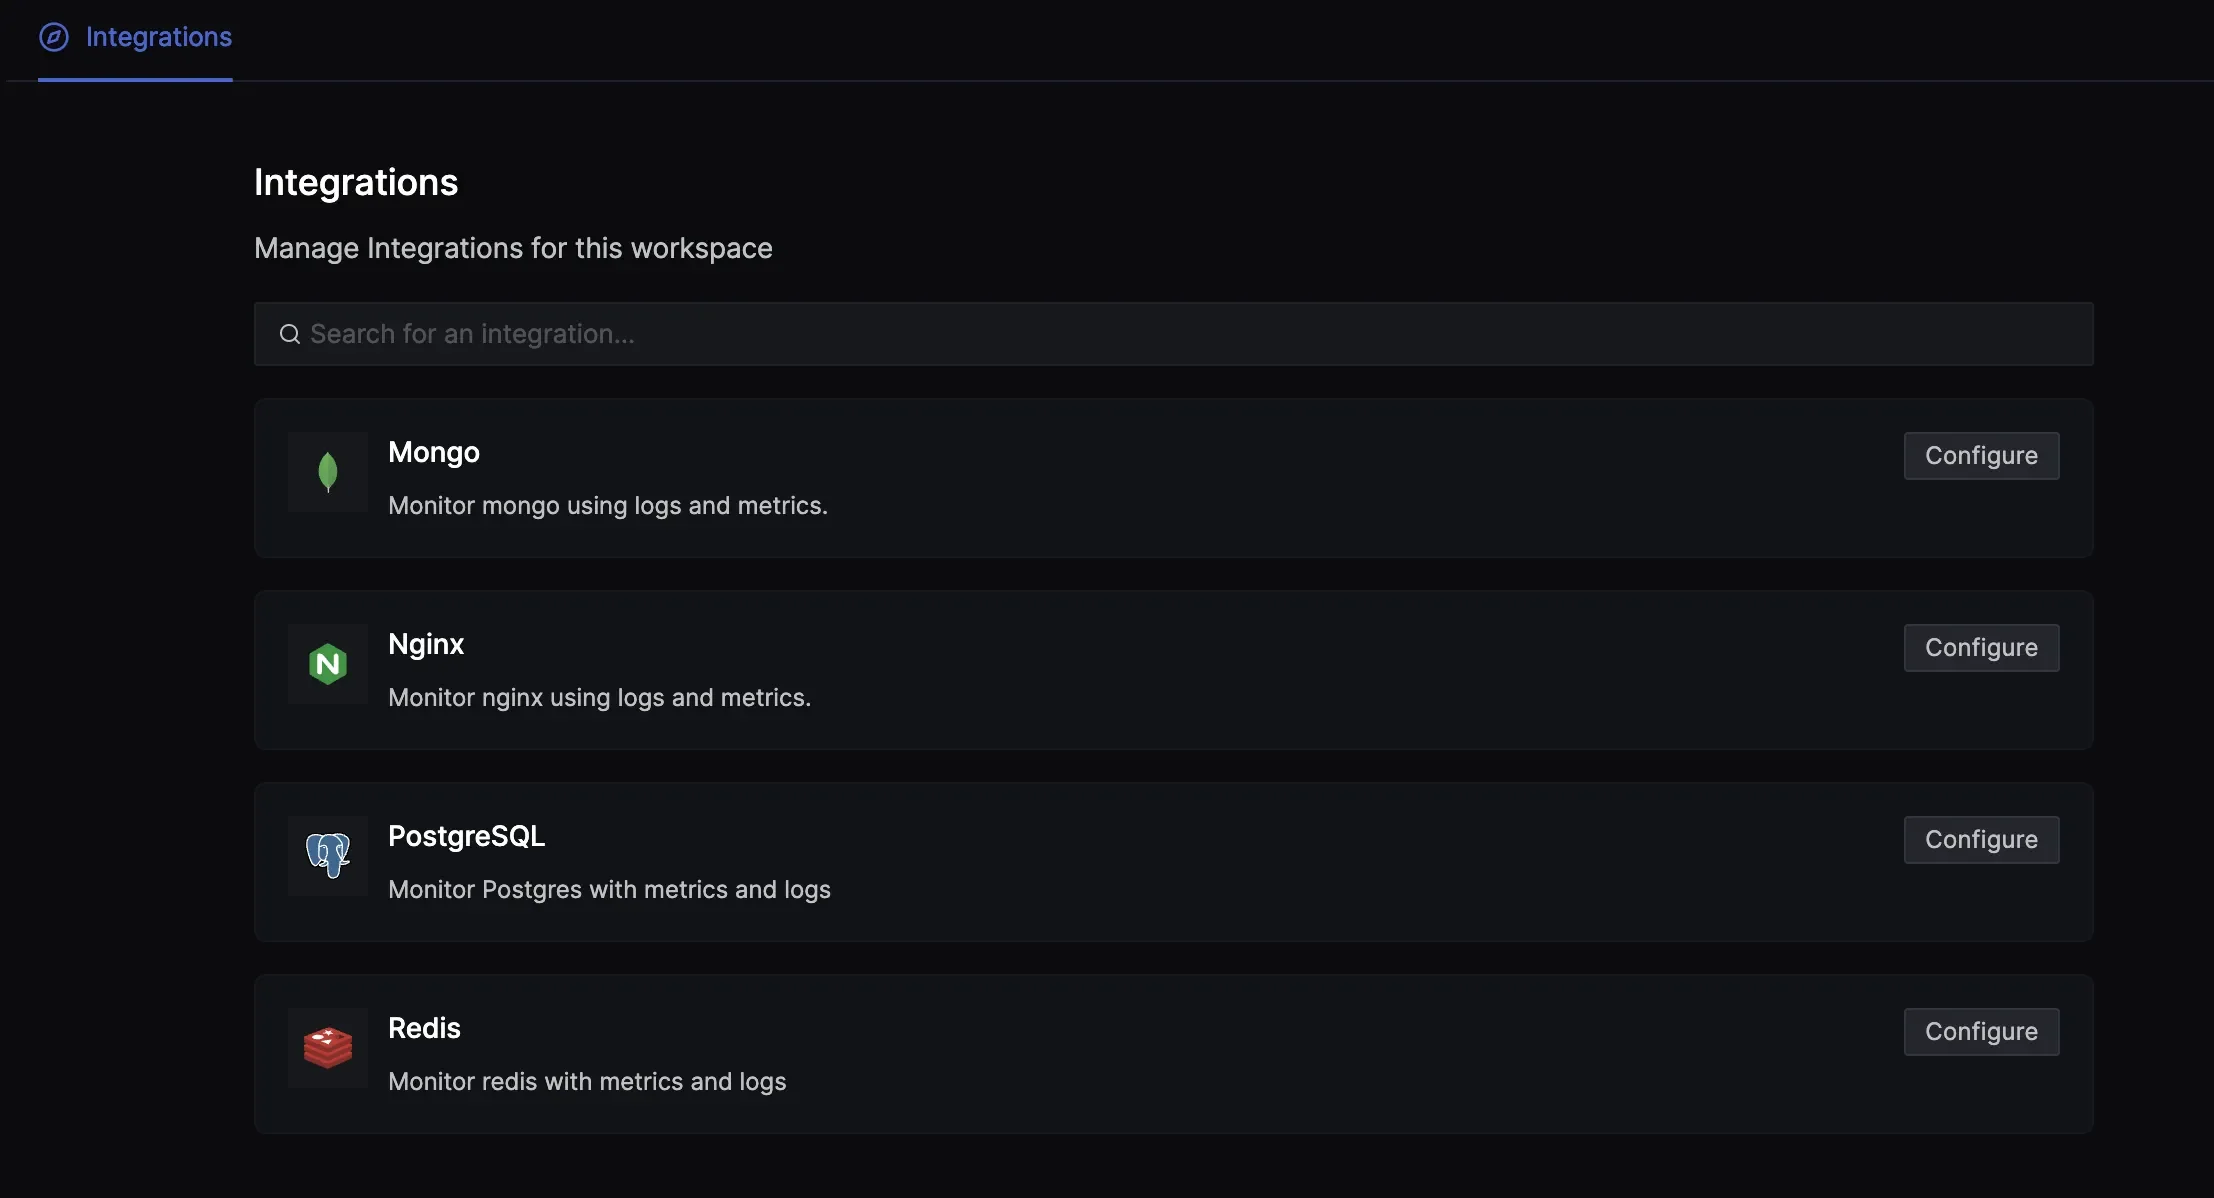 Integrations
Integrations
Manage Integrations for this workspace
Search for an integration...
Mongo
Configure
Monitor mongo using logs and metrics.
N
Nginx
Configure
Monitor nginx using logs and metrics.
PostgreSQL
Configure
Monitor Postgres with metrics and logs
Redis
Configure
Monitor redis with metrics and logs